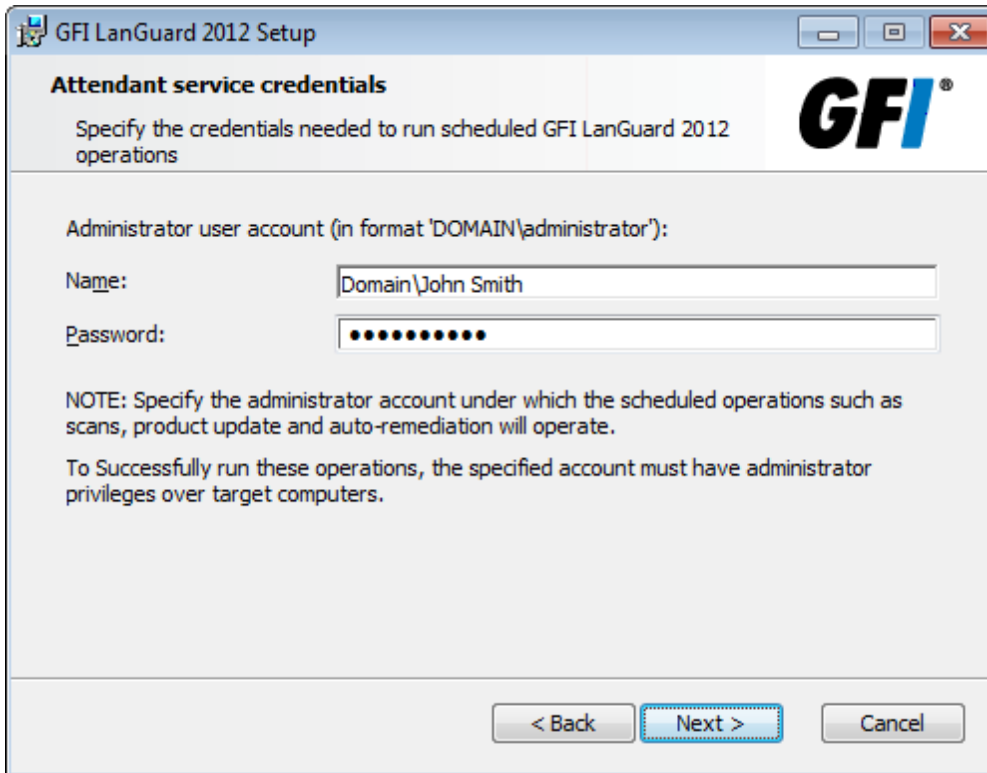 GFI LanGuard 2012 Setup
Attendant service credentials
Specify the credentials needed to run scheduled GFI LanGuard 2012
operations
GFI®
Administrator user account (in format 'DOMAIN\administrator'):
Name:
Domain\John Smith
Password:
••••••••••
NOTE: Specify the administrator account under which the scheduled operations such as
scans, product update and auto-remediation will operate.
To Successfully run these operations, the specified account must have administrator
privileges over target computers.
< Back
Next >
Cancel